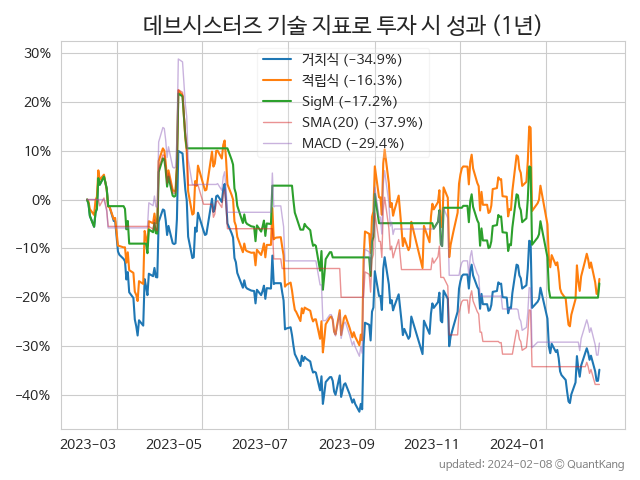 데브시스터즈 기술 지표로 투자 시 성과 (1년)
거치식 (−34.9%)
적립식 (−16.3%)
SigM (−17.2%)
SMA(20) (−37.9%)
MACD (−29.4%)
30%
20%
10%
0%
−10%
−20%
−30%
−40%
2023-03 2023-05 2023-07 2023-09 2023-11 2024-01
updated: 2024-02-08 © QuantKang